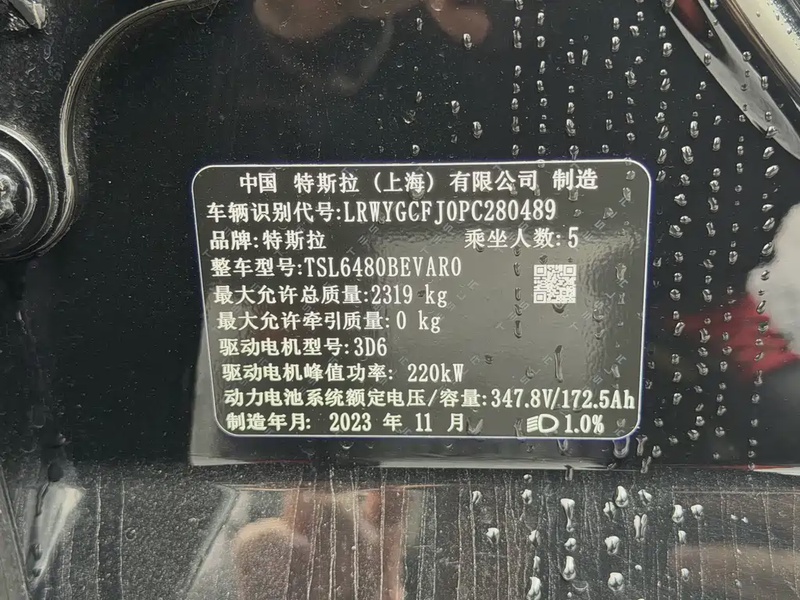 中国 特斯拉 (上海) 有限公司 制造
车辆识别代号:LRWYGCFJ0PC280489
品牌:特斯拉 乘坐人数:5
整车型号:TSL6480BEVAR0
最大允许总质量:2319 kg
最大允许牵引质量: 0 kg
驱动电机型号:3D6
驱动电机峰值功率: 220kW
动力电池系统额定电压/容量:347.8V/172.5Ah
制造年月: 2023 年 11 月 1.0%